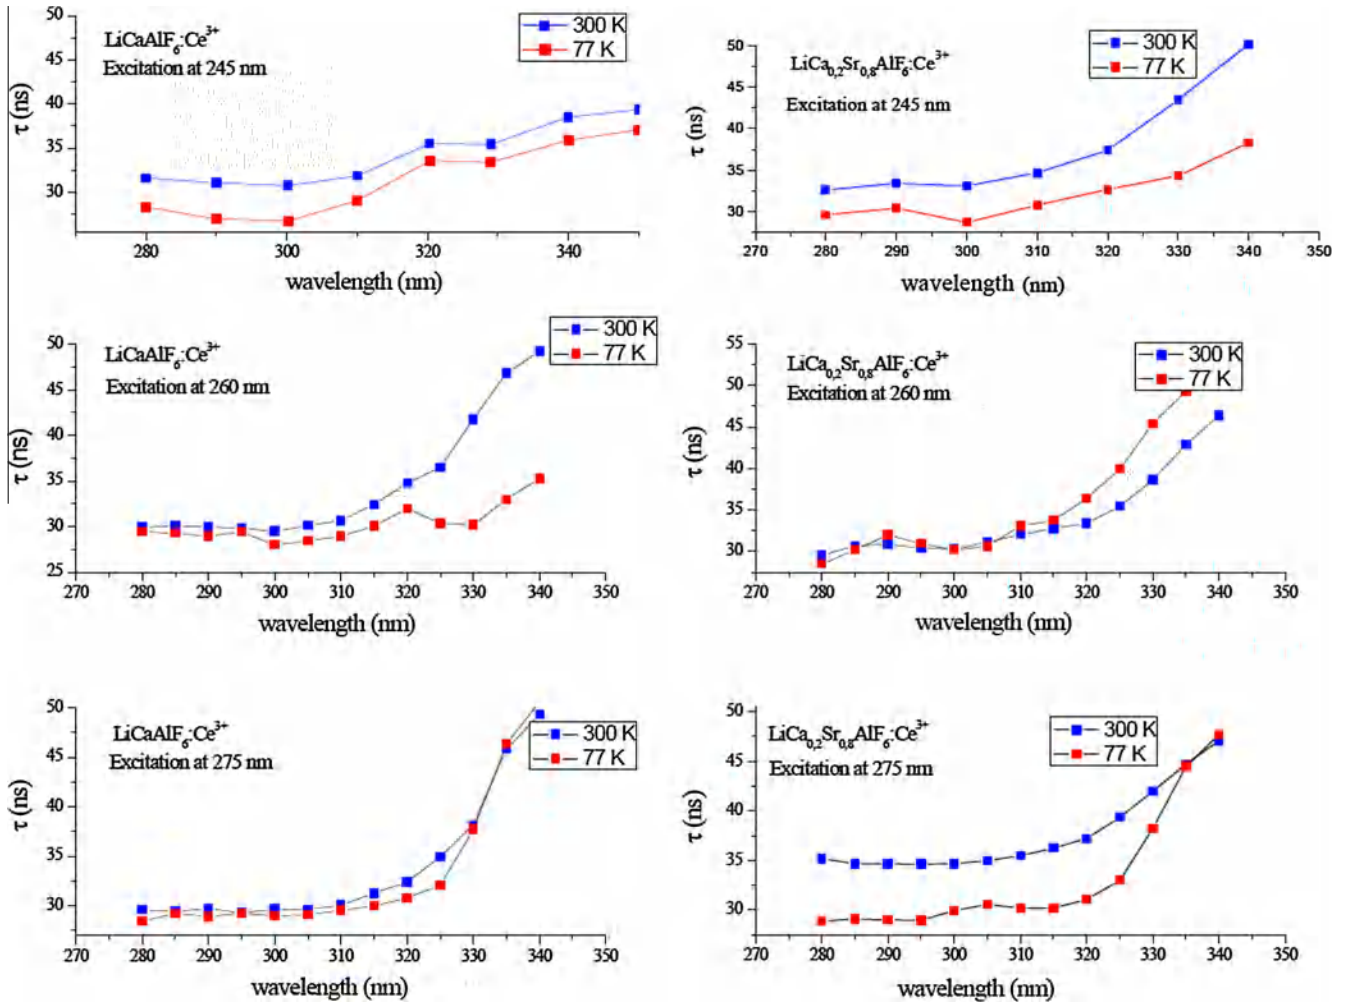 LiCaAlF₆:Ce³⁺
Excitation at 245 nm
300 K
77 K
τ (ns)
50
45
40
35
30
280
290
300
310
320
340
wavelength (nm)
LiCa₀,₂Sr₀,₈AlF₆:Ce³⁺
Excitation at 245 nm
300 K
77 K
τ (ns)
50
45
40
35
30
270
280
290
300
310
320
330
340
350
wavelength (nm)
LiCaAlF₆:Ce³⁺
Excitation at 260 nm
300 K
77 K
τ (ns)
50
45
40
35
30
25
270
280
290
300
310
320
330
340
350
wavelength (nm)
LiCa₀,₂Sr₀,₈AlF₆:Ce³⁺
Excitation at 260 nm
300 K
77 K
τ (ns)
55
50
45
40
35
30
270
280
290
300
310
320
330
340
350
wavelength (nm)
LiCaAlF₆:Ce³⁺
Excitation at 275 nm
300 K
77 K
τ (ns)
50
45
40
35
30
270
280
290
300
310
320
330
340
350
wavelength (nm)
LiCa₀,₂Sr₀,₈AlF₆:Ce³⁺
Excitation at 275 nm
300 K
77 K
τ (ns)
50
45
40
35
30
270
280
290
300
310
320
330
340
350
wavelength (nm)